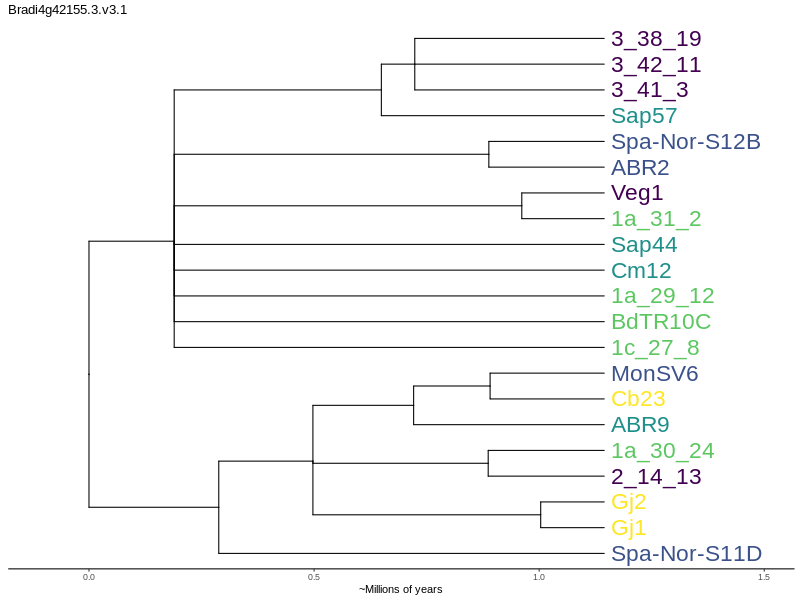 Bradi4g42155.3.v3.1
3_38_19
3_42_11
3_41_3
Sap57
Spa-Nor-S12B
ABR2
Veg1
1a_31_2
Sap44
Cm12
1a_29_12
BdTR10C
1c_27_8
MonSV6
Cb23
ABR9
1a_30_24
2_14_13
Gj2
Gj1
Spa-Nor-S11D
0.0 0.5 1.0 1.5
~Millions of years